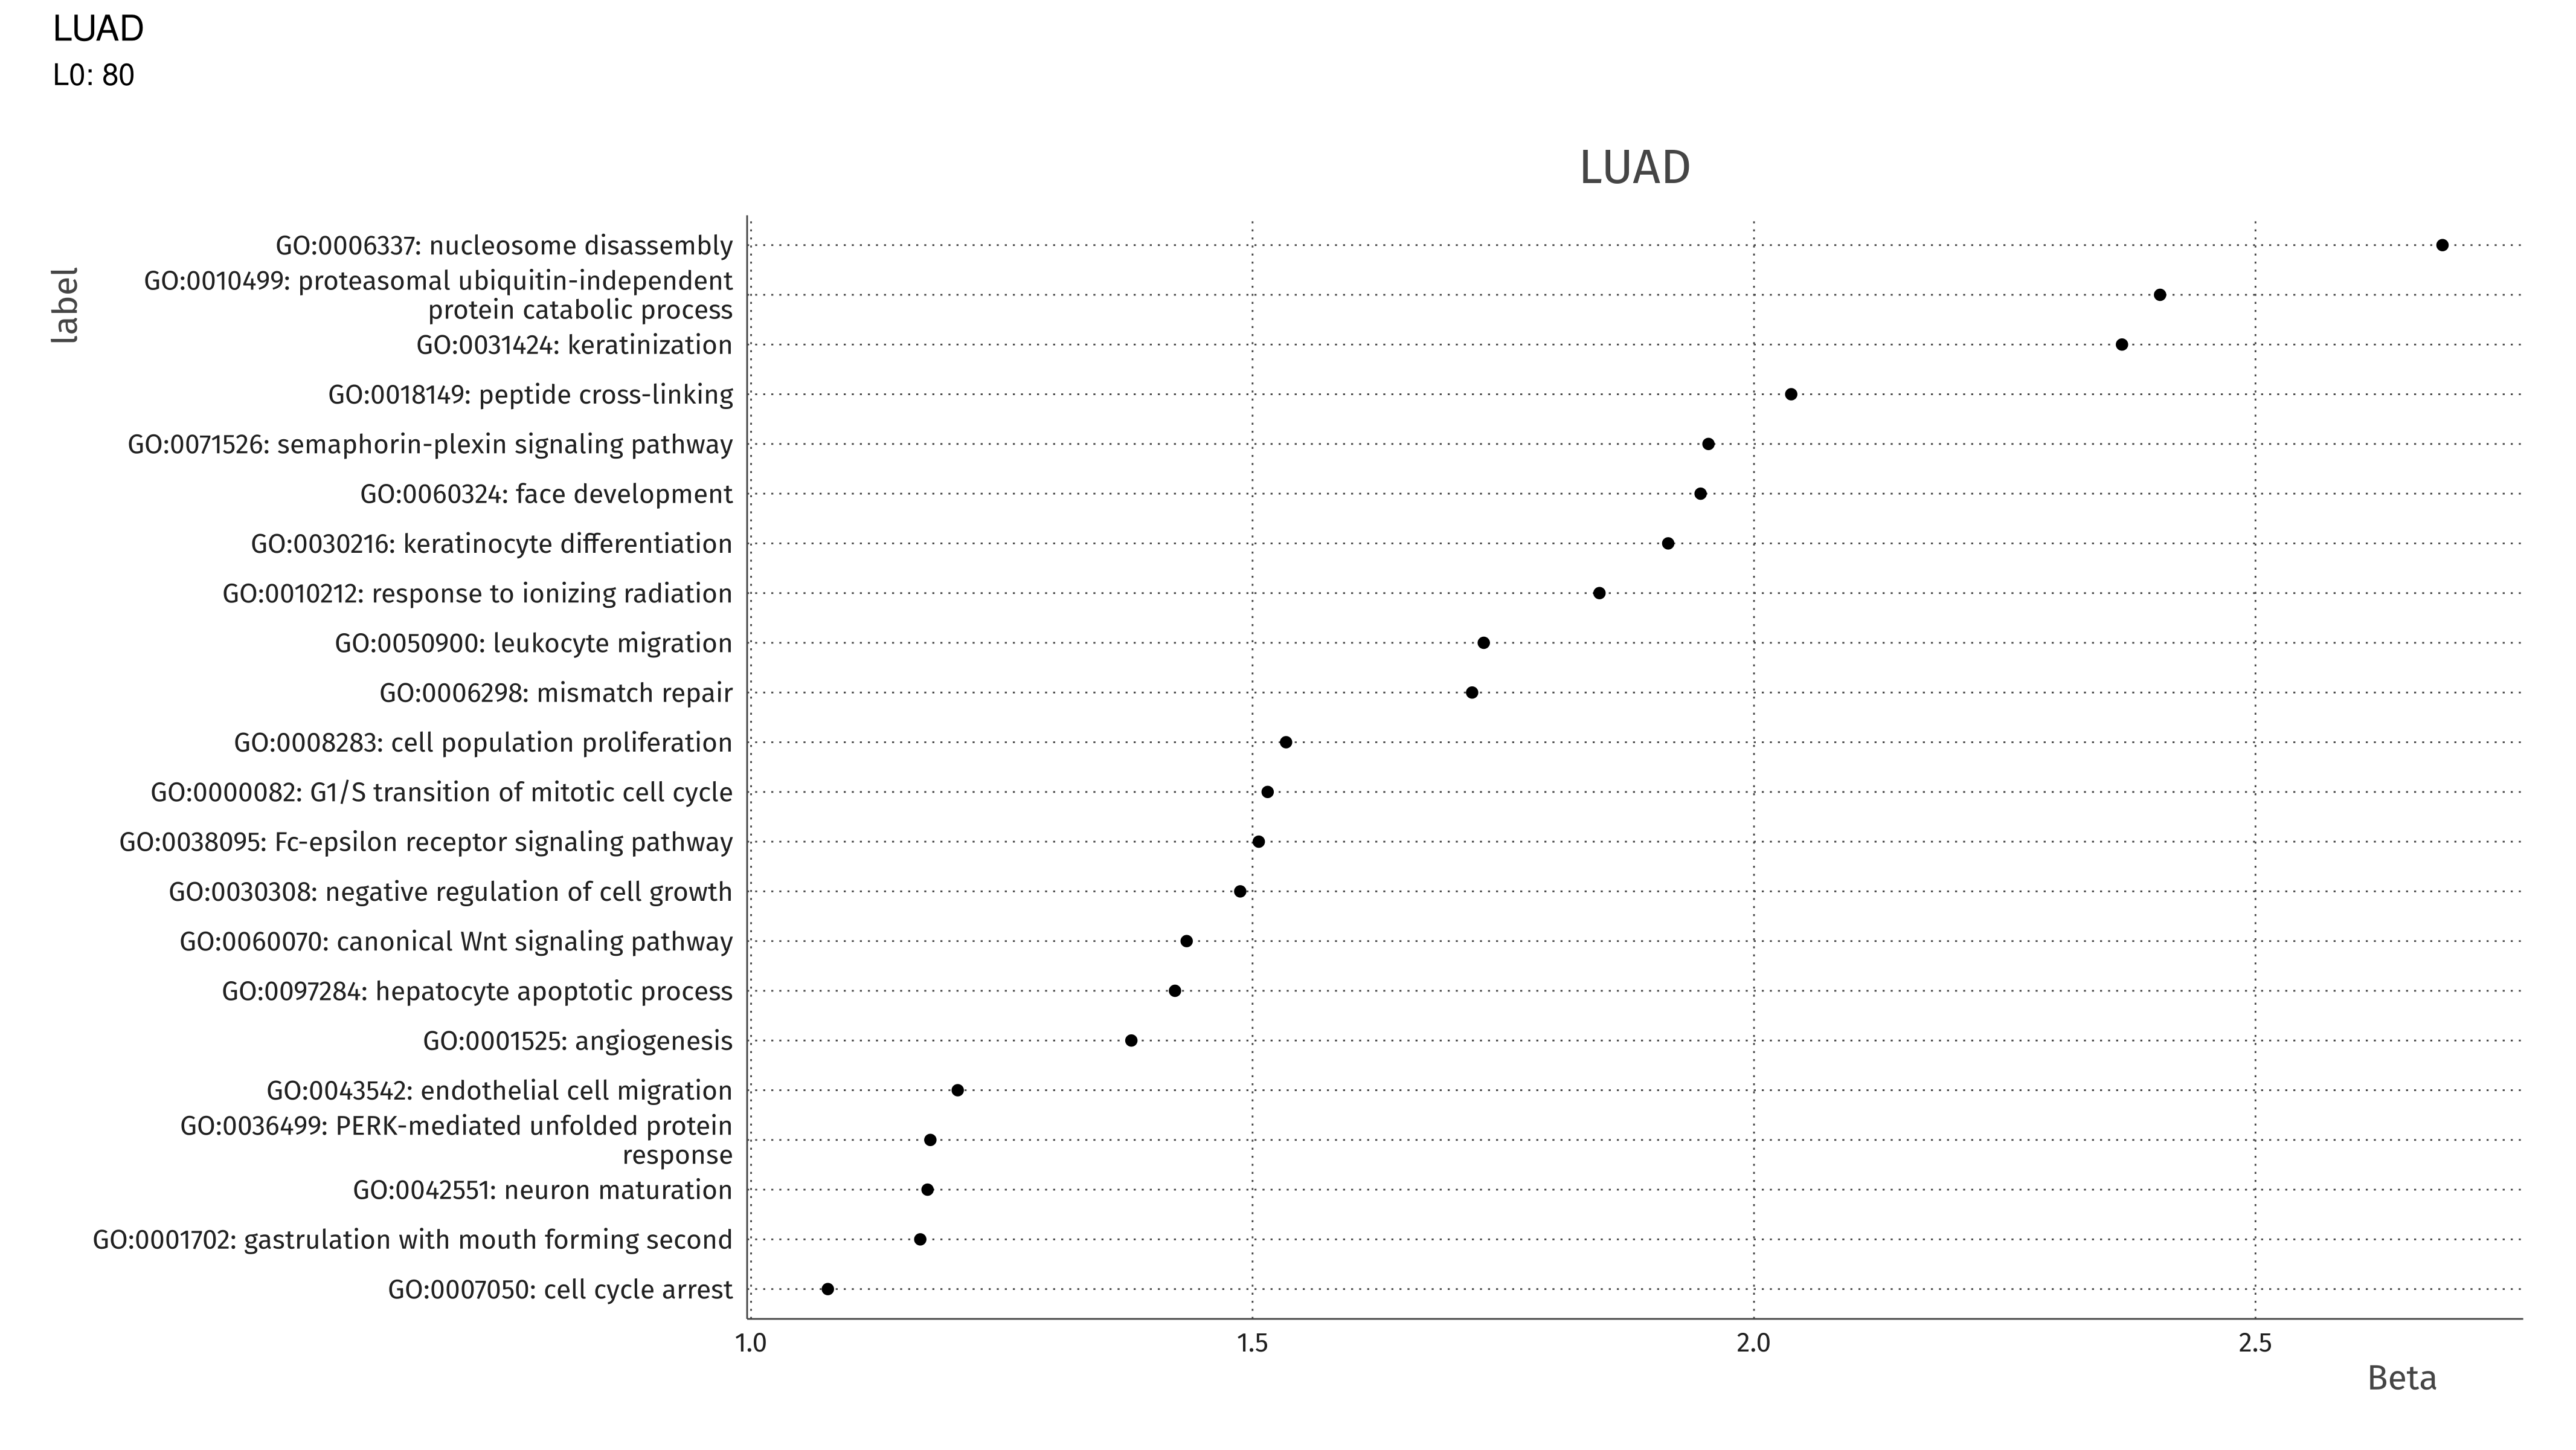 LUAD
L0: 80
LUAD
label
GO:0006337: nucleosome disassembly
GO:0010499: proteasomal ubiquitin-independent
protein catabolic process
GO:0031424: keratinization
GO:0018149: peptide cross-linking
GO:0071526: semaphorin-plexin signaling pathway
GO:0060324: face development
GO:0030216: keratinocyte differentiation
GO:0010212: response to ionizing radiation
GO:0050900: leukocyte migration
GO:0006298: mismatch repair
GO:0008283: cell population proliferation
GO:0000082: G1/S transition of mitotic cell cycle
GO:0038095: Fc-epsilon receptor signaling pathway
GO:0030308: negative regulation of cell growth
GO:0060070: canonical Wnt signaling pathway
GO:0097284: hepatocyte apoptotic process
GO:0001525: angiogenesis
GO:0043542: endothelial cell migration
GO:0036499: PERK-mediated unfolded protein
response
GO:0042551: neuron maturation
GO:0001702: gastrulation with mouth forming second
GO:0007050: cell cycle arrest
1.0 1.5 2.0 2.5
Beta